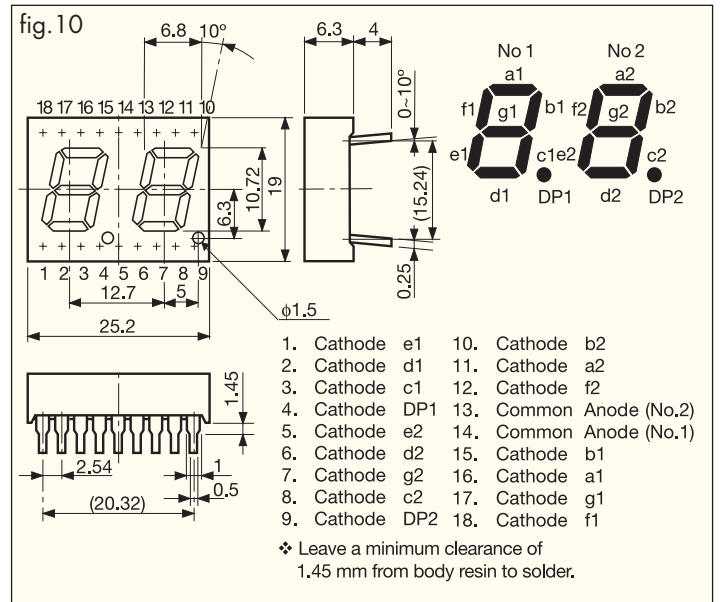 fig.10
6.8 10°
6.3 4
18 17 16 15 14 13 12 11 10
10.72
19
6.3
1 2 3 4 5 6 7 8 9
12.7 5
φ1.5
25.2
0~10°
(15.24)
0.25
No 1 No 2
a1 a2
f1 g1 b1 f2 g2 b2
e1 c1 e2 c2
d1 DP1 d2 DP2
1.45
2.54 1
0.5
(20.32)
1. Cathode e1 10. Cathode b2
2. Cathode d1 11. Cathode a2
3. Cathode c1 12. Cathode f2
4. Cathode DP1 13. Common Anode (No.2)
5. Cathode e2 14. Common Anode (No.1)
6. Cathode d2 15. Cathode b1
7. Cathode g2 16. Cathode a1
8. Cathode c2 17. Cathode g1
9. Cathode DP2 18. Cathode f1
❖ Leave a minimum clearance of
1.45 mm from body resin to solder.